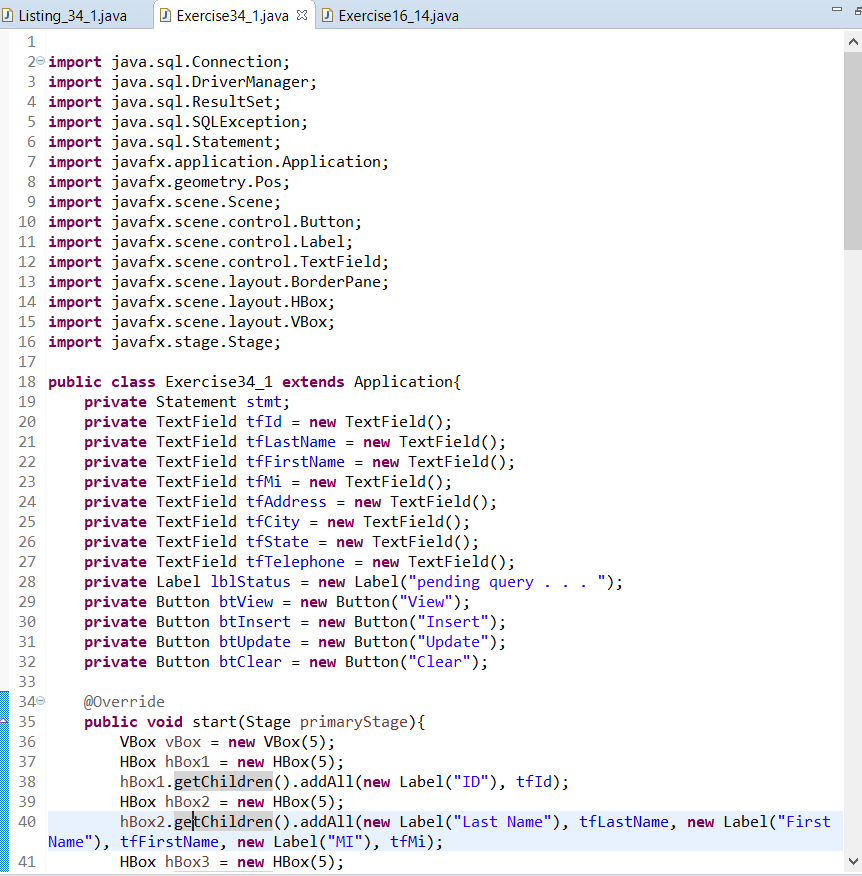 Listing_34_1.java Exercise34_1.java Exercise16_14.java
1
2 import java.sql.Connection;
3 import java.sql.DriverManager;
4 import java.sql.ResultSet;
5 import java.sql.SQLException;
6 import java.sql.Statement;
7 import javafx.application.Application;
8 import javafx.geometry.Pos;
9 import javafx.scene.Scene;
10 import javafx.scene.control.Button;
11 import javafx.scene.control.Label;
12 import javafx.scene.control.TextField;
13 import javafx.scene.layout.BorderPane;
14 import javafx.scene.layout.HBox;
15 import javafx.scene.layout.VBox;
16 import javafx.stage.Stage;
17
18 public class Exercise34_1 extends Application{
19 private Statement stmt;
20 private TextField tfId = new TextField();
21 private TextField tfLastName = new TextField();
22 private TextField tfFirstName = new TextField();
23 private TextField tfMi = new TextField();
24 private TextField tfAddress = new TextField();
25 private TextField tfCity = new TextField();
26 private TextField tfState = new TextField();
27 private TextField tfTelephone = new TextField();
28 private Label lblStatus = new Label("pending query . . . ");
29 private Button btView = new Button("View");
30 private Button btInsert = new Button("Insert");
31 private Button btUpdate = new Button("Update");
32 private Button btClear = new Button("Clear");
33
34 @Override
35 public void start(Stage primaryStage){
36 VBox vBox = new VBox(5);
37 HBox hBox1 = new HBox(5);
38 hBox1.getChildren().addAll(new Label("ID"), tfId);
39 HBox hBox2 = new HBox(5);
40 hBox2.getChildren().addAll(new Label("Last Name"), tfLastName, new Label("First
Name"), tfFirstName, new Label("MI"), tfMi);
41 HBox hBox3 = new HBox(5);